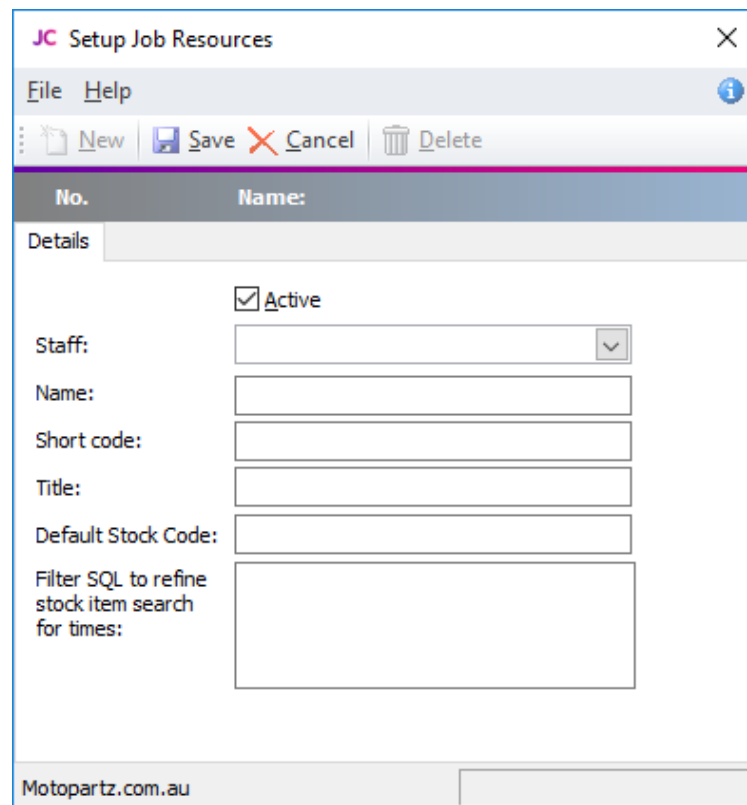 JC Setup Job Resources
File Help
New Save Cancel Delete
No. Name:
Details
Active
Staff:
Name:
Short code:
Title:
Default Stock Code:
Filter SQL to refine
stock item search
for times:
Motopartz.com.au